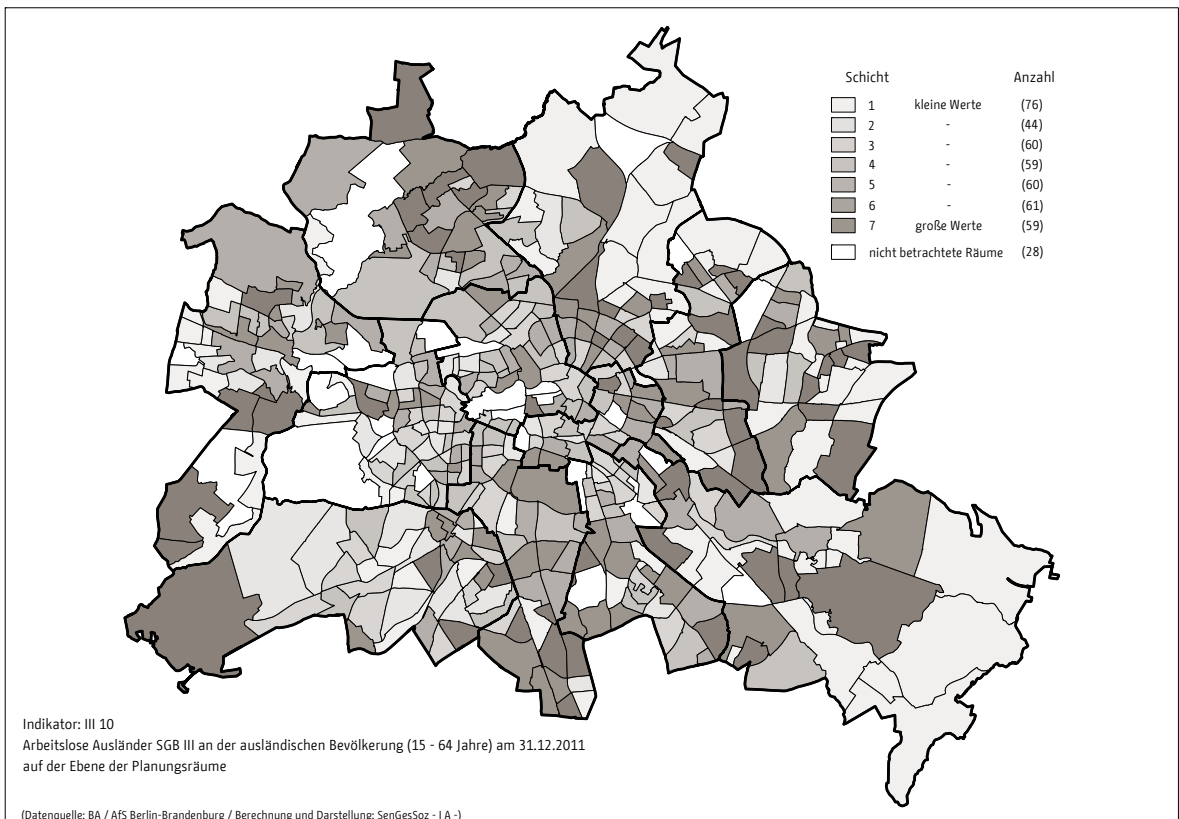 Schicht Anzahl
1 kleine Werte (76)
2 - (44)
3 - (60)
4 - (59)
5 - (60)
6 - (61)
7 große Werte (59)
nicht betrachtete Räume (28)
Indikator: III 10
Arbeitslose Ausländer SGB III an der ausländischen Bevölkerung (15 - 64 Jahre) am 31.12.2011
auf der Ebene der Planungsräume
(Datenquelle: BA / AfS Berlin-Brandenburg / Berechnung und Darstellung: SenGesSoz - I A -)